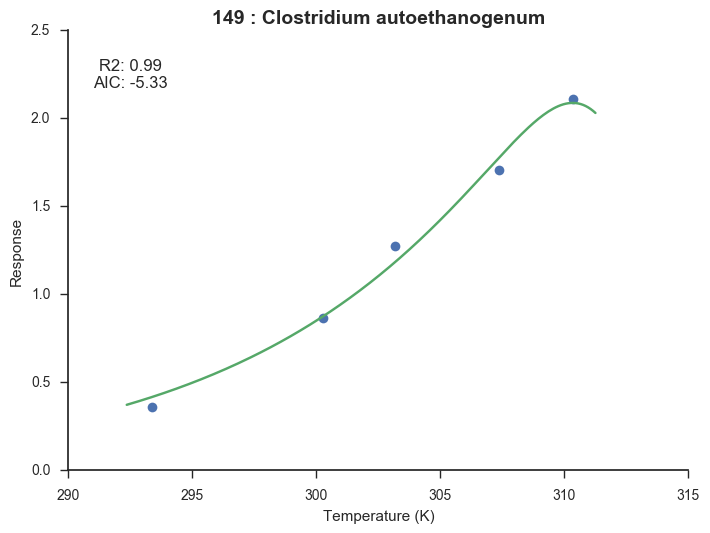 149 : Clostridium autoethanogenum
R2: 0.99
AIC: -5.33
2.5
2.0
1.5
1.0
0.5
0.0
Response
290 295 300 305 310 315
Temperature (K)